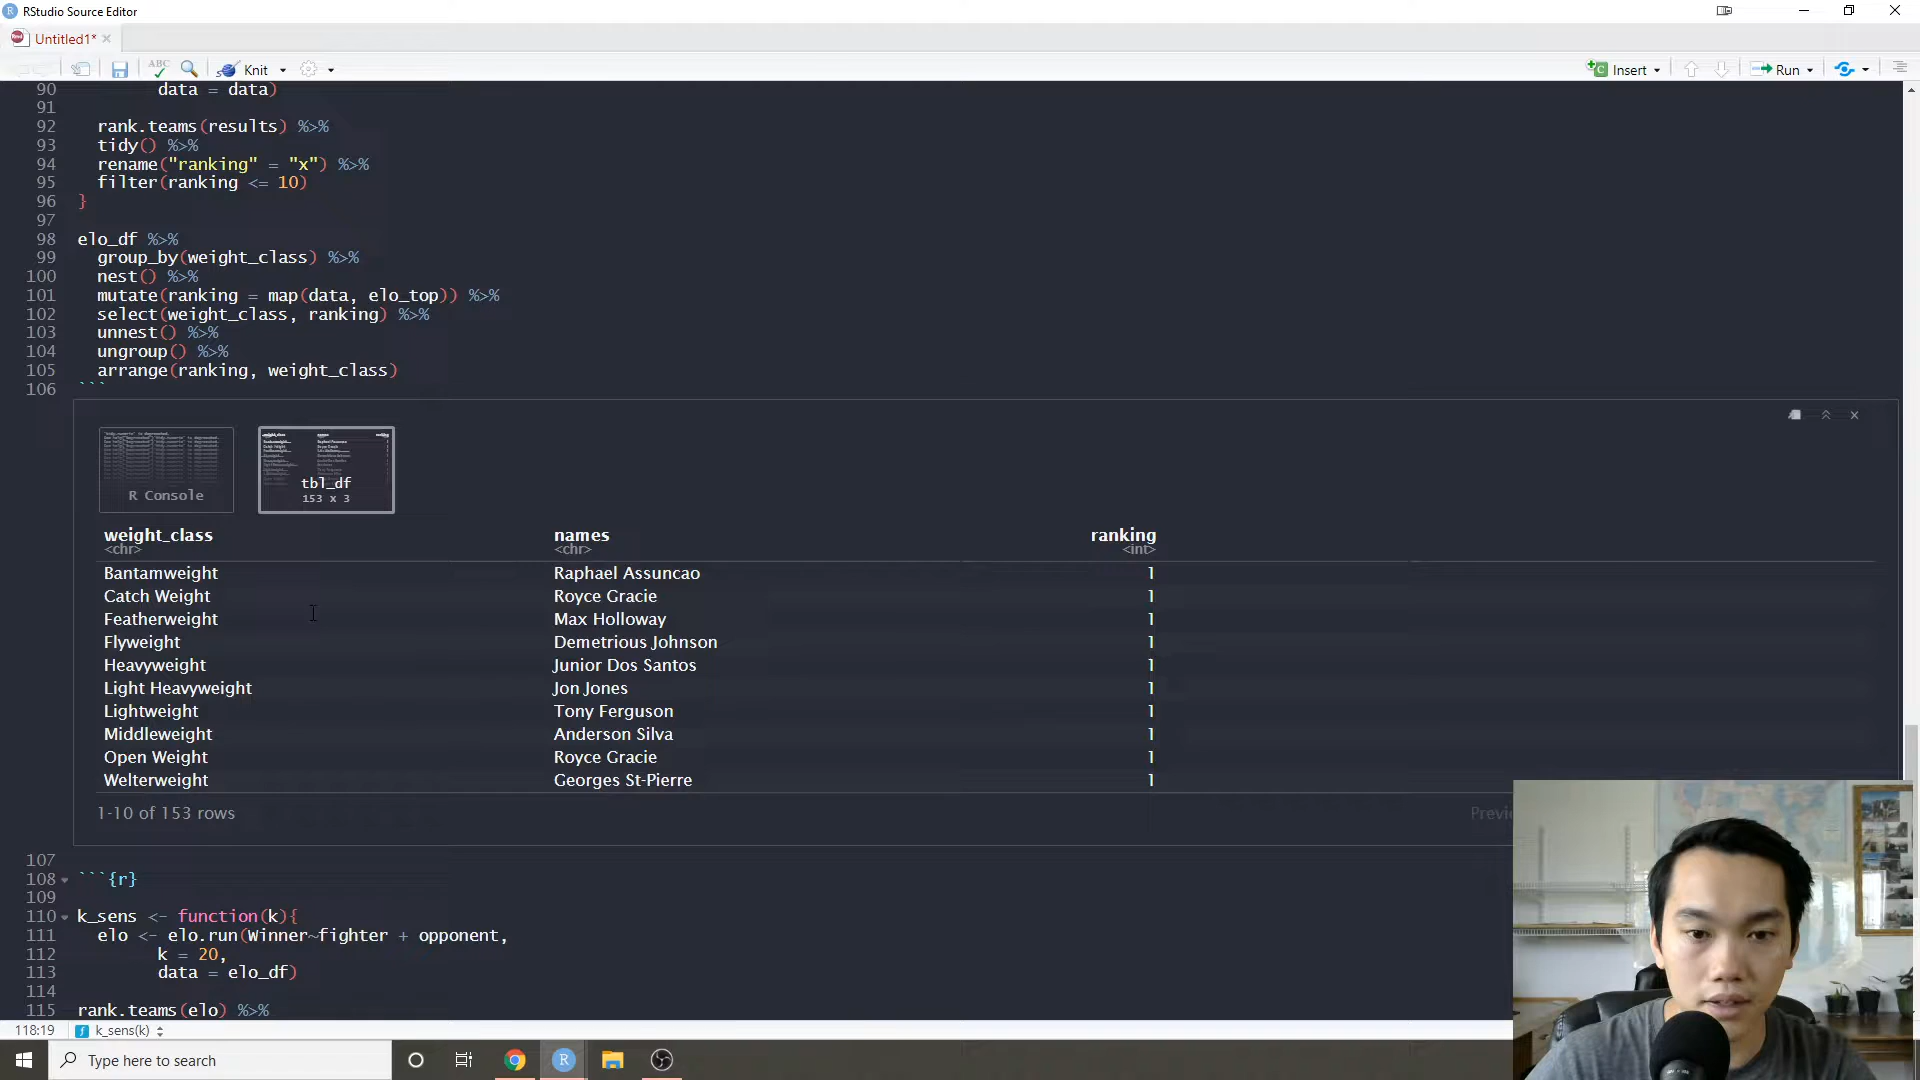 RStudio Source Editor
Untitled1*
ABC
Knit
Insert
Run
90 data = data)
91
92 rank.teams(results) %>%
93 tidy() %>%
94 rename("ranking" = "x") %>%
95 filter(ranking <= 10)
96 }
97
98 elo_df %>%
99 group_by(weight_class) %>%
100 nest() %>%
101 mutate(ranking = map(data, elo_top)) %>%
102 select(weight_class, ranking) %>%
103 unnest() %>%
104 ungroup() %>%
105 arrange(ranking, weight_class)
106 ```
R Console
tbl_df
153 x 3
weight_class names ranking
<chr> <chr> <int>
Bantamweight Raphael Assuncao 1
Catch Weight Royce Gracie 1
Featherweight Max Holloway 1
Flyweight Demetrious Johnson 1
Heavyweight Junior Dos Santos 1
Light Heavyweight Jon Jones 1
Lightweight Tony Ferguson 1
Middleweight Anderson Silva 1
Open Weight Royce Gracie 1
Welterweight Georges St-Pierre 1
1-10 of 153 rows
107
108 ```{r}
109
110 k_sens <- function(k){
111 elo <- elo.run(Winner~fighter + opponent,
112 k = 20,
113 data = elo_df)
114
115 rank.teams(elo) %>%
118:19 k_sens(k)
Type here to search